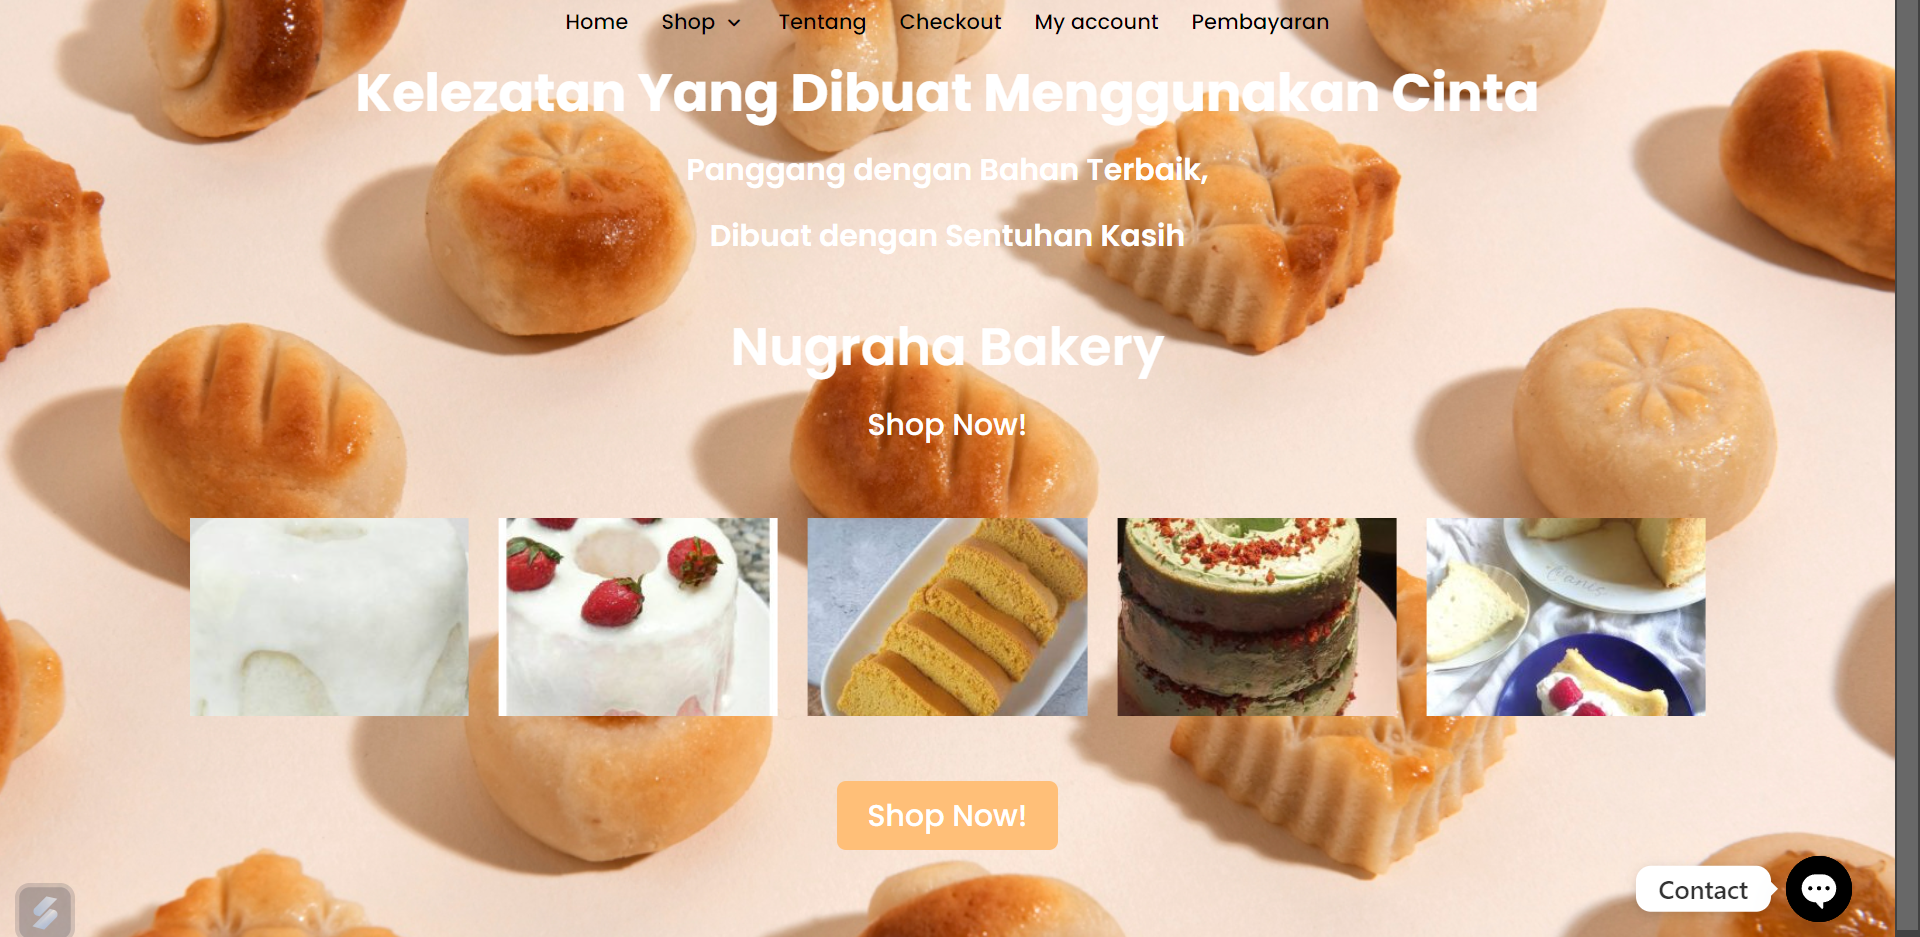 Home Shop Tentang Checkout My account Pembayaran
Kelezatan Yang Dibuat Menggunakan Cinta
Panggang dengan Bahan Terbaik,
Dibuat dengan Sentuhan Kasih
Nugraha Bakery
Shop Now!
Shop Now!
Contact